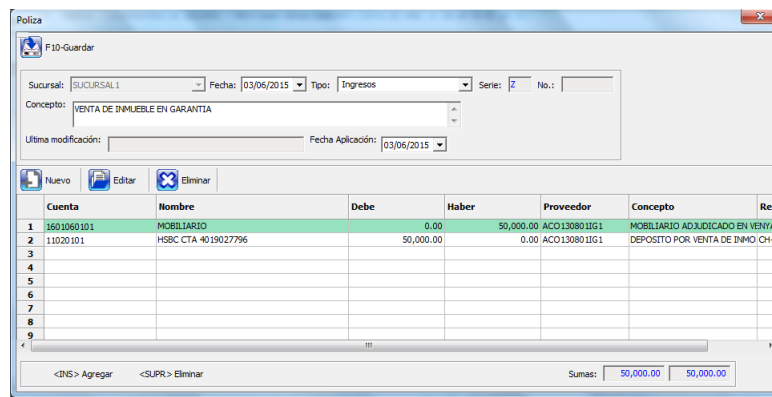 Poliza
F10-Guardar
Sucursal: SUCURSAL1 Fecha: 03/06/2015 Tipo: Ingresos Serie: Z No.:
Concepto: VENTA DE INMUEBLE EN GARANTIA
Ultima modificación: Fecha Aplicación: 03/06/2015
Nuevo Editar Eliminar
Cuenta Nombre Debe Haber Proveedor Concepto Re
1 1601060101 MOBILIARIO 0.00 50,000.00 ACO130801IG1 MOBILIARIO ADJUDICADO EN VENYA
2 11020101 HSBC CTA 4019027796 50,000.00 0.00 ACO130801IG1 DEPOSITO POR VENTA DE INMO CH-
3
4
5
6
7
8
9
<INS> Agregar <SUPR> Eliminar Sumas: 50,000.00 50,000.00